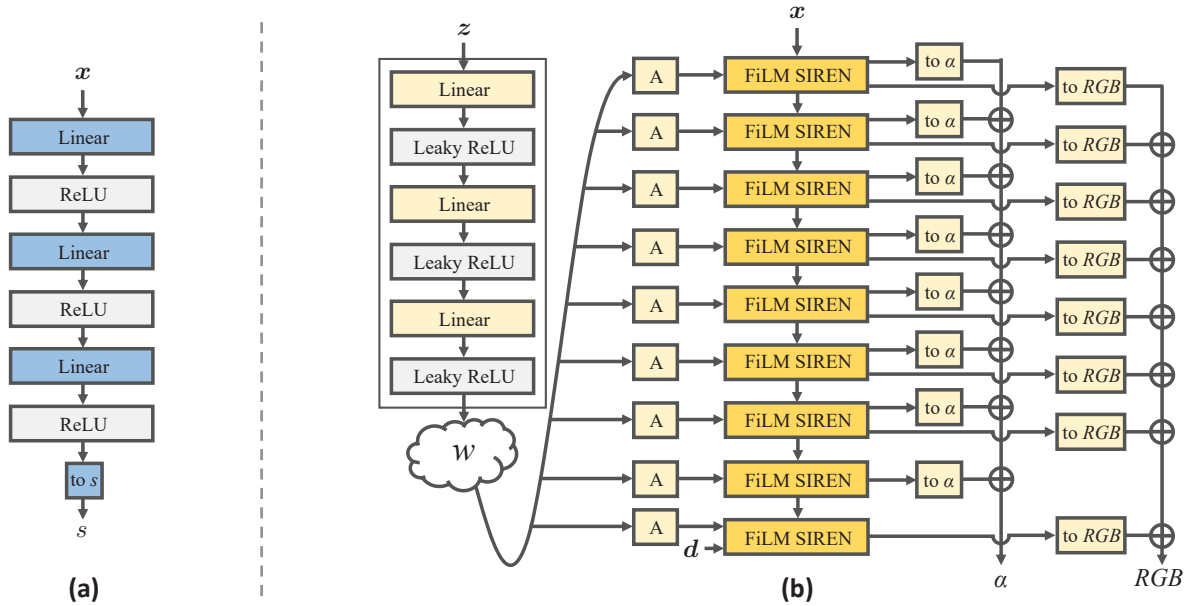 x
Linear
ReLU
Linear
ReLU
Linear
ReLU
to s
s
(a)
z
Linear
Leaky ReLU
Linear
Leaky ReLU
Linear
Leaky ReLU
w
x
A FiLM SIREN to α to RGB
A FiLM SIREN to α to RGB
A FiLM SIREN to α to RGB
A FiLM SIREN to α to RGB
A FiLM SIREN to α to RGB
A FiLM SIREN to α to RGB
A FiLM SIREN to α to RGB
A FiLM SIREN to α
A FiLM SIREN to RGB
d
α RGB
(b)